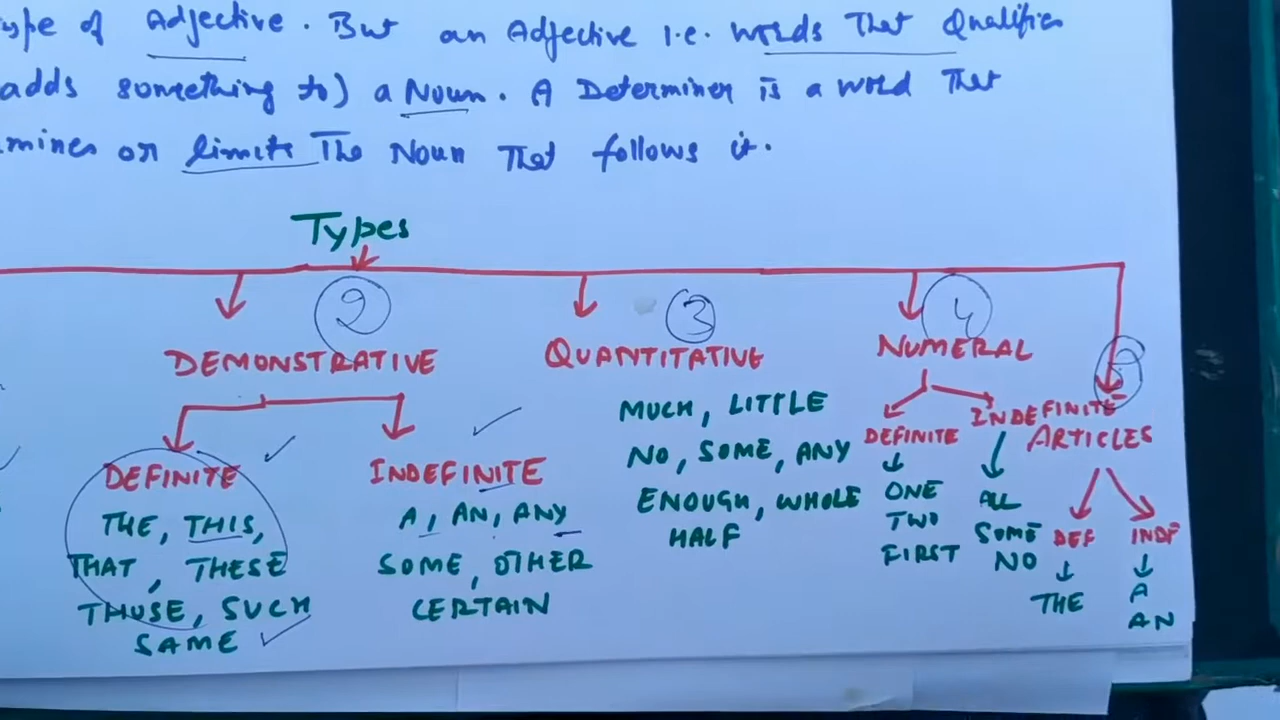 ype of Adjective. But an Adjective i.e. words That Qualifies
adds something to) a Noun. A Determiner is a word That
mines or limits The Noun That follows it.
Types
2 3 4 5
DEMONSTRATIVE QUANTITATIVE NUMERAL ARTICLES
DEFINITE INDEFINITE
THE, THIS,
THAT, THESE
THOSE, SUCH
SAME
A, AN, ANY
SOME, OTHER
CERTAIN
MUCH, LITTLE
NO, SOME, ANY
ENOUGH, WHOLE
HALF
DEFINITE INDEFINITE
ONE
TWO
FIRST
ALL
SOME
NO
DEF INDF
THE
A
AN